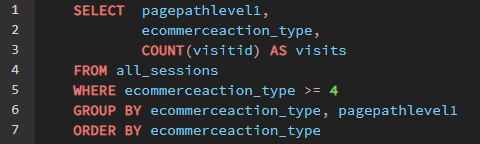 1 SELECT pagepathlevel1,
2 ecommerceaction_type,
3 COUNT(visitid) AS visits
4 FROM all_sessions
5 WHERE ecommerceaction_type >= 4
6 GROUP BY ecommerceaction_type, pagepathlevel1
7 ORDER BY ecommerceaction_type